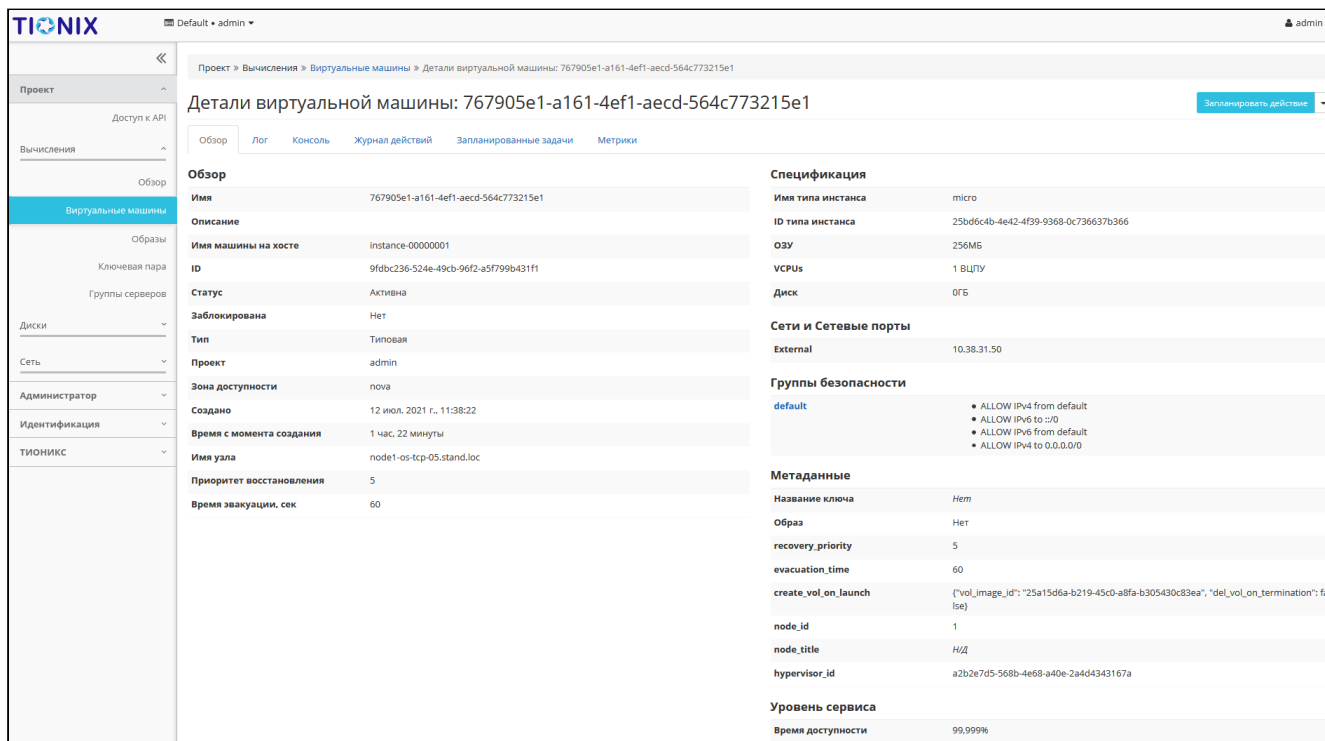 TIONIX
Default • admin
admin
Проект » Вычисления » Виртуальные машины » Детали виртуальной машины: 767905e1-a161-4ef1-aecd-564c773215e1
Проект
Доступ к API
Вычисления
Обзор
Виртуальные машины
Образы
Ключевая пара
Группы серверов
Диски
Сеть
Администратор
Идентификация
ТИОНИКС
Детали виртуальной машины: 767905e1-a161-4ef1-aecd-564c773215e1
Запланировать действие
Обзор Лог Консоль Журнал действий Запланированные задачи Метрики
Обзор
Имя 767905e1-a161-4ef1-aecd-564c773215e1
Описание
Имя машины на хосте instance-00000001
ID 9fdbc236-524e-49cb-96f2-a5f799b431f1
Статус Активна
Заблокирована Нет
Тип Типовая
Проект admin
Зона доступности nova
Создано 12 июл. 2021 г., 11:38:22
Время с момента создания 1 час, 22 минуты
Имя узла node1-os-tcp-05.stand.loc
Приоритет восстановления 5
Время эвакуации, сек 60
Спецификация
Имя типа инстанса micro
ID типа инстанса 25bd6c4b-4e42-4f39-9368-0c736637b366
ОЗУ 256МБ
VCPUs 1 ВЦПУ
Диск 0ГБ
Сети и Сетевые порты
External 10.38.31.50
Группы безопасности
default
• ALLOW IPv4 from default
• ALLOW IPv6 to ::/0
• ALLOW IPv6 from default
• ALLOW IPv4 to 0.0.0.0/0
Метаданные
Название ключа Нет
Образ Нет
recovery_priority 5
evacuation_time 60
create_vol_on_launch {"vol_image_id": "25a15d6a-b219-45c0-a8fa-b305430c83ea", "del_vol_on_termination": fa
lse}
node_id 1
node_title Н/Д
hypervisor_id a2b2e7d5-568b-4e68-a40e-2a4d4343167a
Уровень сервиса
Время доступности 99,999%